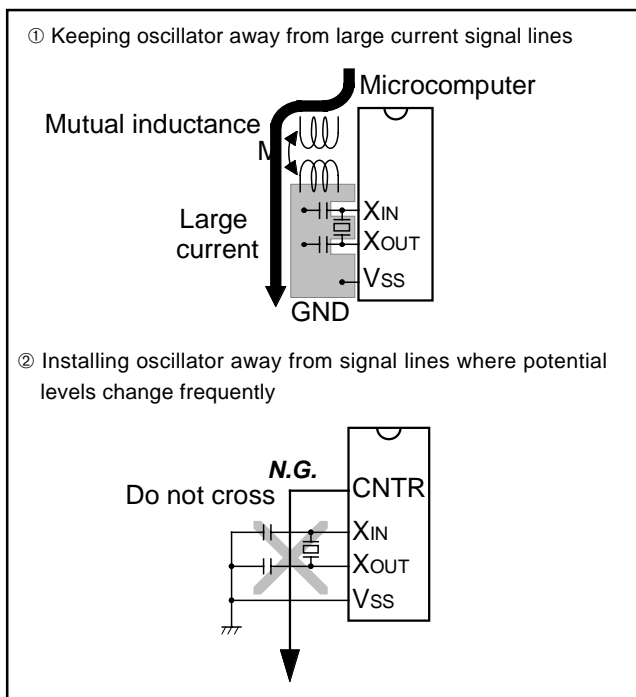 ① Keeping oscillator away from large current signal lines
Microcomputer
Mutual inductance
M
Large
current
XIN
XOUT
VSS
GND
② Installing oscillator away from signal lines where potential
levels change frequently
N.G.
Do not cross
CNTR
XIN
XOUT
VSS